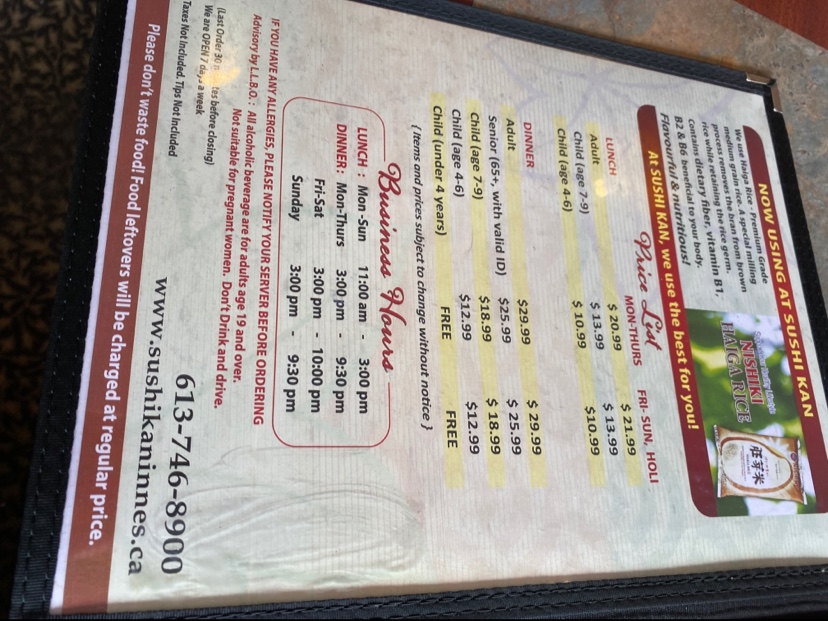 NOW USING AT SUSHI KAN
We use Haiga Rice - Premium Grade
medium grain rice. A special milling
process removes the bran from brown
rice while retaining the rice germ.
Contains dietary fiber, vitamin B1,
B2 & B6 beneficial to your body.
Flavourful & nutritious!
NISHIKI
HAIGA RICE
胚芽米
At SUSHI KAN, we use the best for you!
Price List
MON-THURS FRI- SUN, HOLI
LUNCH
Adult $ 20.99 $ 21.99
Child (age 7-9) $ 13.99 $ 13.99
Child (age 4-6) $ 10.99 $10.99
DINNER
Adult $29.99 $ 29.99
Senior (65+, with valid ID) $25.99 $ 25.99
Child (age 7-9) $18.99 $ 18.99
Child (age 4-6) $12.99 $12.99
Child (under 4 years) FREE FREE
{ Items and prices subject to change without notice }
Business Hours
LUNCH : Mon -Sun 11:00 am - 3:00 pm
DINNER : Mon-Thurs 3:00 pm - 9:30 pm
Fri-Sat 3:00 pm - 10:00 pm
Sunday 3:00 pm - 9:30 pm
IF YOU HAVE ANY ALLERGIES, PLEASE NOTIFY YOUR SERVER BEFORE ORDERING
Advisory by L.L.B.O. : All alcoholic beverage are for adults age 19 and over.
Not suitable for pregnant women. Don't Drink and drive.
(Last Order 30 before closing)
We are OPEN 7 days a week
Taxes Not Included, Tips Not Included
613-746-8900
www.sushikaninnes.ca
Please don't waste food! Food leftovers will be charged at regular price.